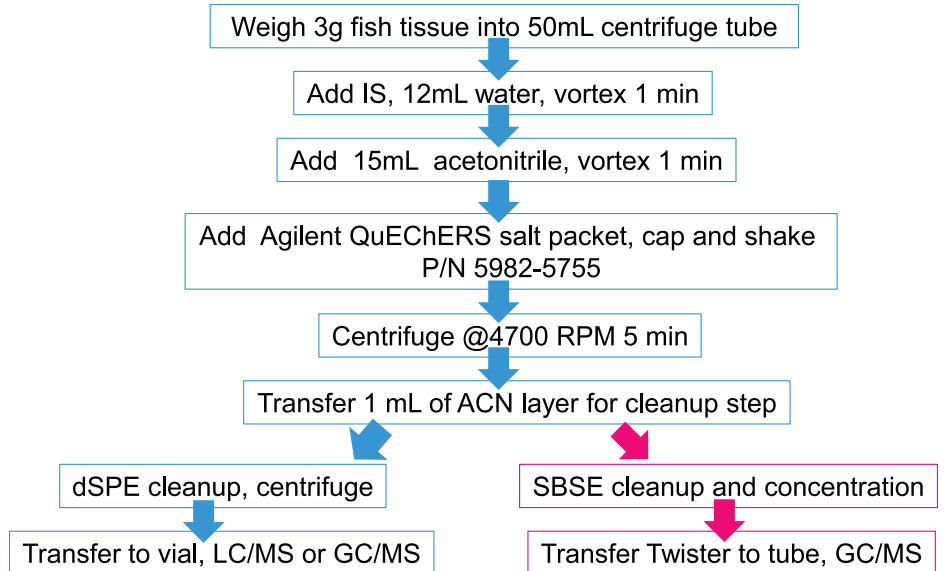 Weigh 3g fish tissue into 50mL centrifuge tube
Add IS, 12mL water, vortex 1 min
Add 15mL acetonitrile, vortex 1 min
Add Agilent QuEChERS salt packet, cap and shake
P/N 5982-5755
Centrifuge @4700 RPM 5 min
Transfer 1 mL of ACN layer for cleanup step
dSPE cleanup, centrifuge
SBSE cleanup and concentration
Transfer to vial, LC/MS or GC/MS
Transfer Twister to tube, GC/MS